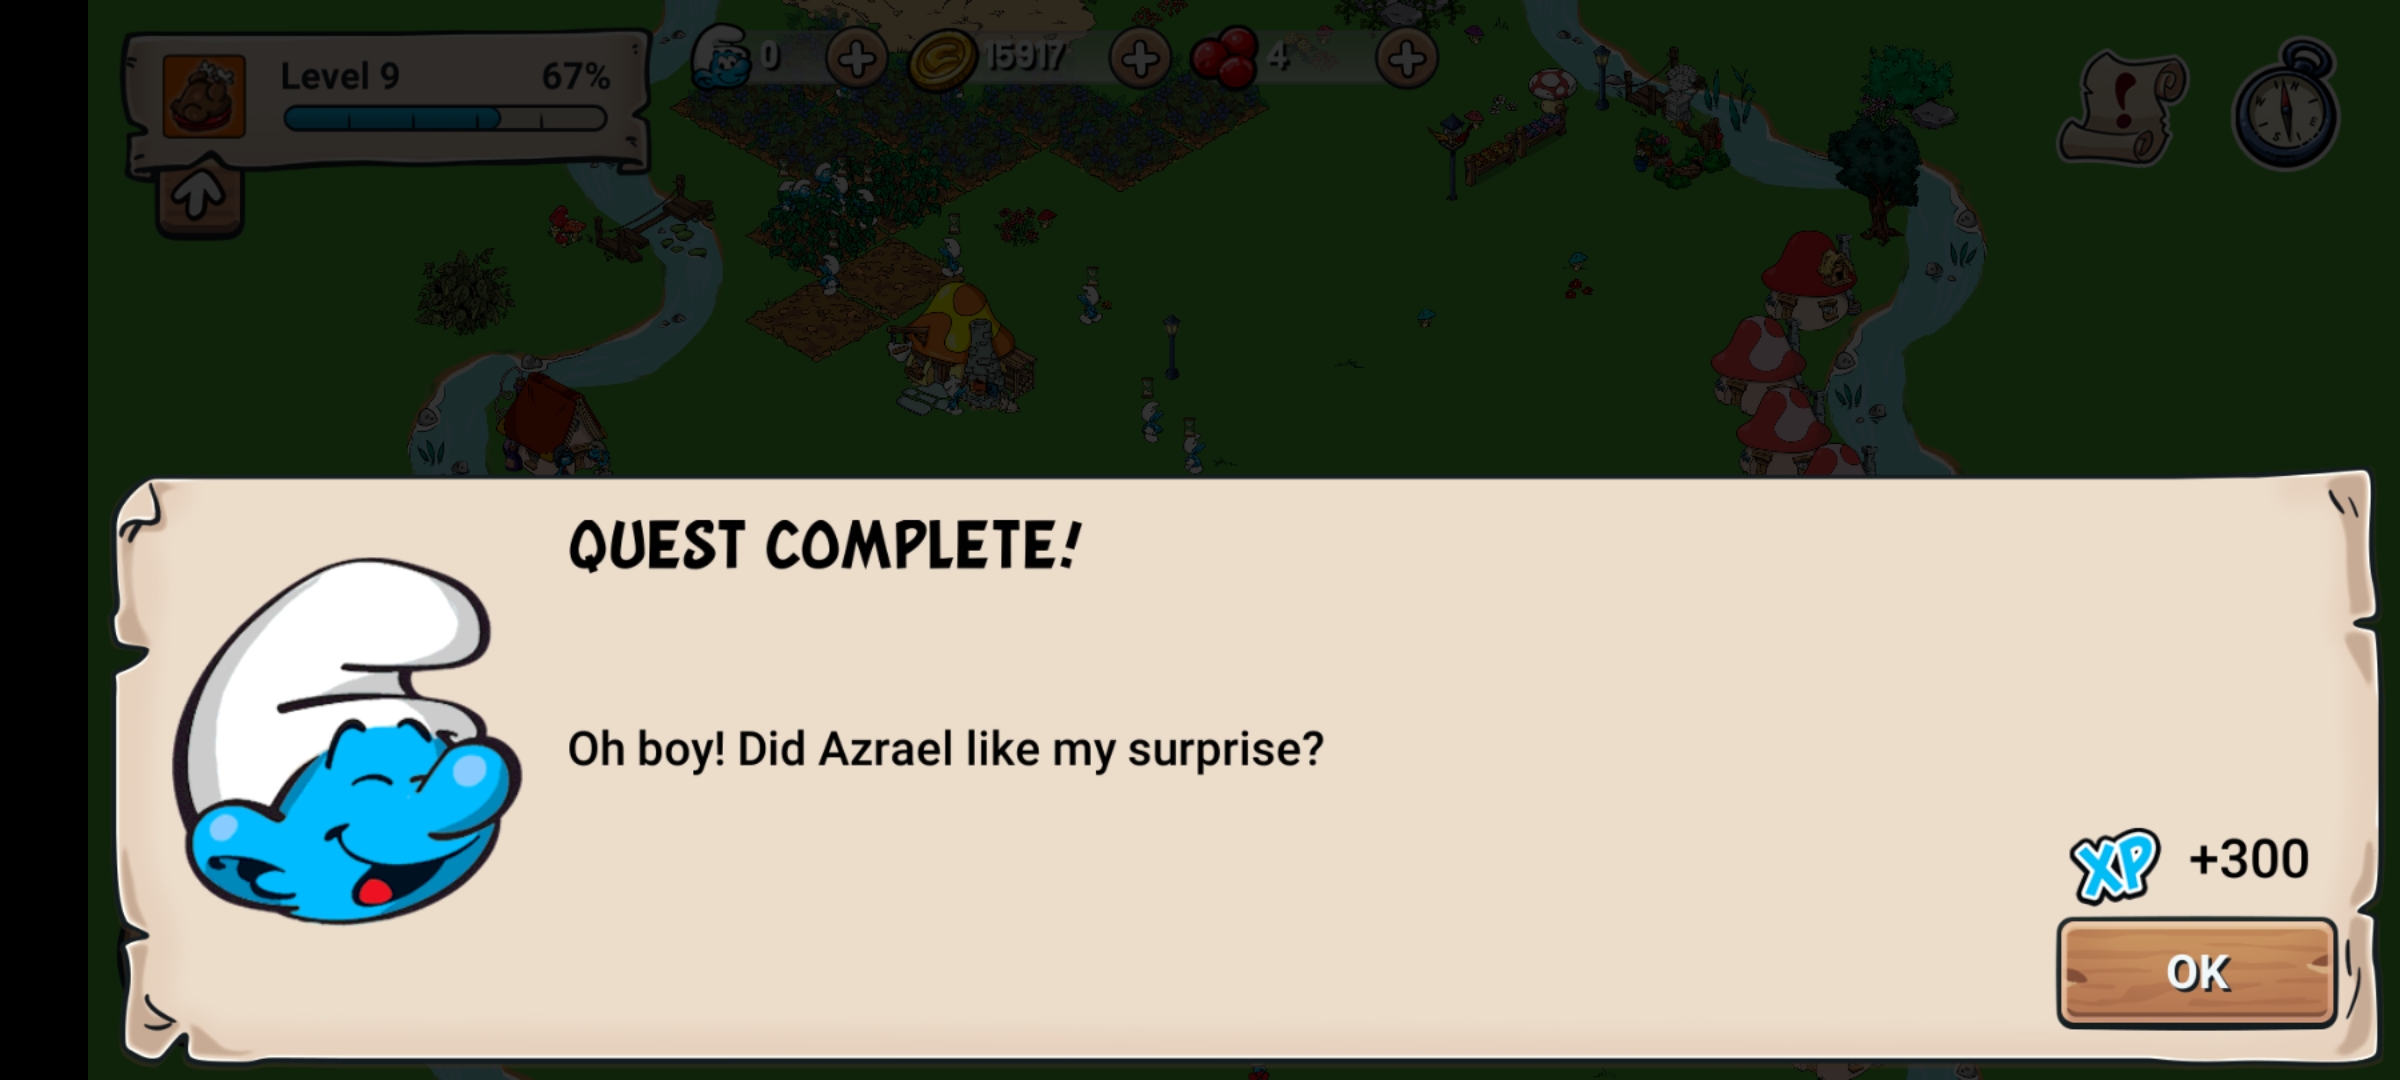 Level 9 67%
0
15917
4
QUEST COMPLETE!
Oh boy! Did Azrael like my surprise?
XP +300
OK